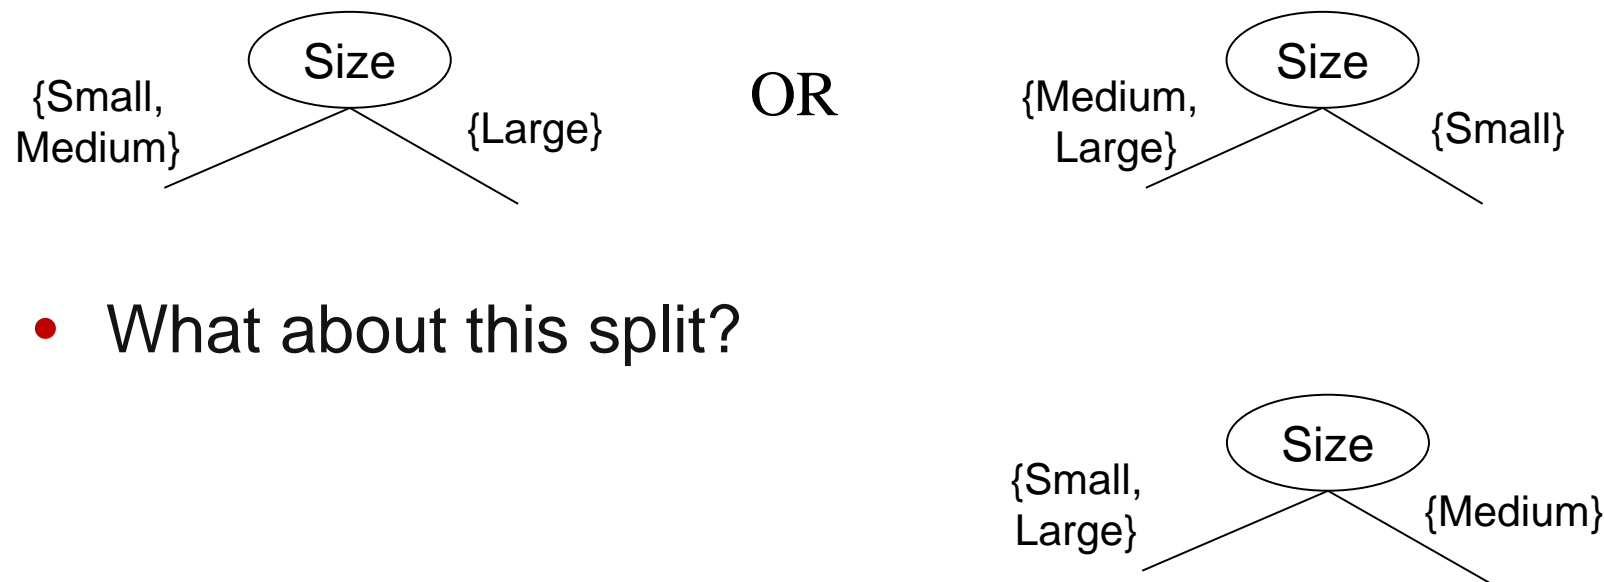 Size
{Small,
Medium}
{Large}
OR
Size
{Medium,
Large}
{Small}
• What about this split?
Size
{Small,
Large}
{Medium}